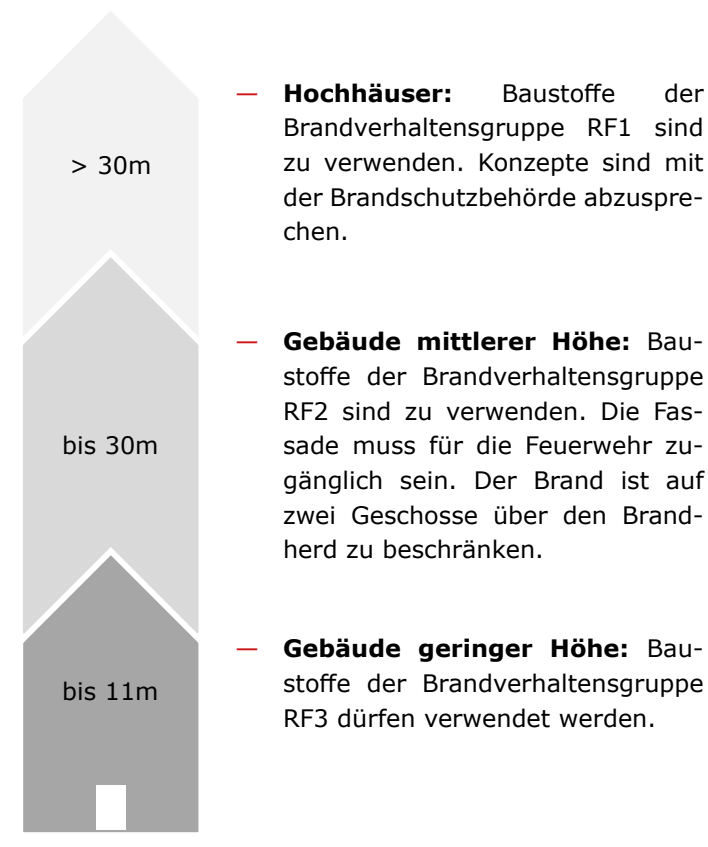 > 30m
— Hochhäuser: Baustoffe der
Brandverhaltensgruppe RF1 sind
zu verwenden. Konzepte sind mit
der Brandschutzbehörde abzuspre-
chen.
bis 30m
— Gebäude mittlerer Höhe: Bau-
stoffe der Brandverhaltensgruppe
RF2 sind zu verwenden. Die Fas-
sade muss für die Feuerwehr zu-
gänglich sein. Der Brand ist auf
zwei Geschosse über den Brand-
herd zu beschränken.
bis 11m
— Gebäude geringer Höhe: Bau-
stoffe der Brandverhaltensgruppe
RF3 dürfen verwendet werden.